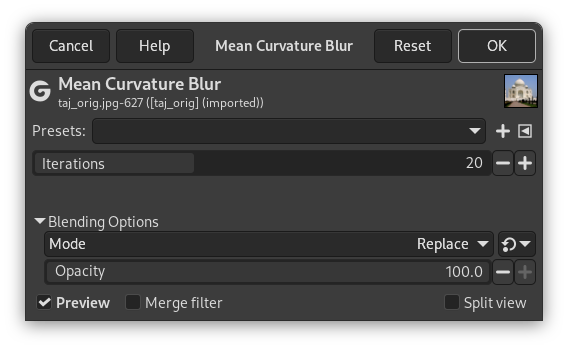 Cancel Help Mean Curvature Blur Reset OK
Mean Curvature Blur
taj_orig.jpg-627 ([taj_orig] (imported))
Presets:
Iterations 20
Blending Options
Mode Replace
Opacity 100.0
Preview Merge filter Split view